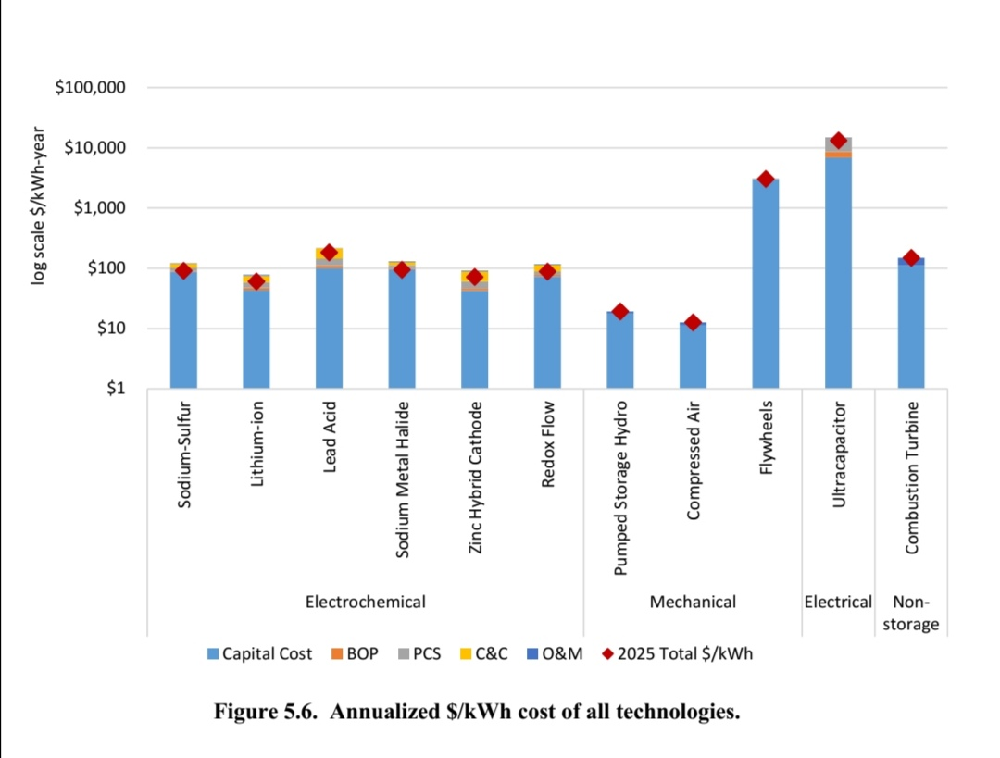 $100,000
$10,000
$1,000
$100
$10
$1
log scale $/kWh-year
Sodium-Sulfur
Lithium-ion
Lead Acid
Sodium Metal Halide
Zinc Hybrid Cathode
Redox Flow
Pumped Storage Hydro
Compressed Air
Flywheels
Ultracapacitor
Combustion Turbine
Electrochemical
Mechanical
Electrical
Non-
storage
Capital Cost BOP PCS C&C O&M 2025 Total $/kWh
Figure 5.6. Annualized $/kWh cost of all technologies.